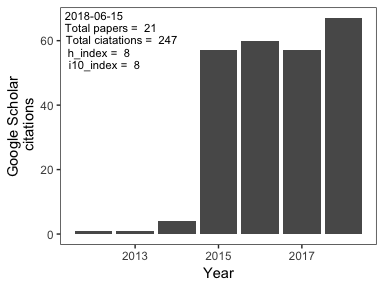 2018-06-15
Total papers = 21
Total ciatations = 247
h_index = 8
i10_index = 8
60
40
20
0
Google Scholar
citations
2013
2015
2017
Year